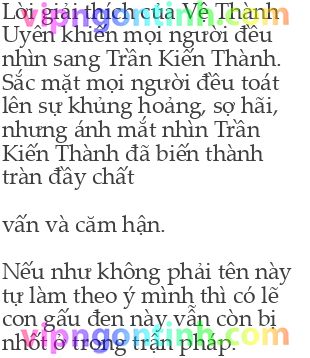 Lời giải thích của Vệ Thành
Uyên khiến mọi người đều
nhìn sang Trần Kiến Thành.
Sắc mặt mọi người đều toát
lên sự khủng hoảng, sợ hãi,
nhưng ánh mắt nhìn Trần
Kiến Thành đã biến thành
tràn đầy chất
vấn và căm hận.
Nếu như không phải tên này
tự làm theo ý mình thì có lẽ
con gấu đen này vẫn còn bị
nhốt ở trong trận pháp.
vipngontinh.com
vipngontinh.com